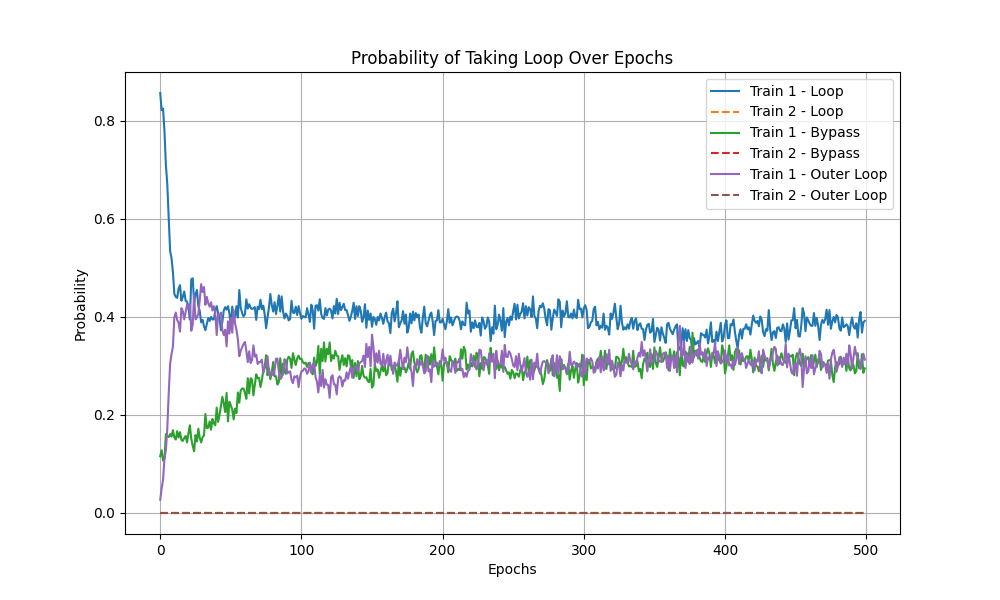 Probability of Taking Loop Over Epochs
Train 1 - Loop
Train 2 - Loop
Train 1 - Bypass
Train 2 - Bypass
Train 1 - Outer Loop
Train 2 - Outer Loop
Probability
0.8
0.6
0.4
0.2
0.0
0 100 200 300 400 500
Epochs